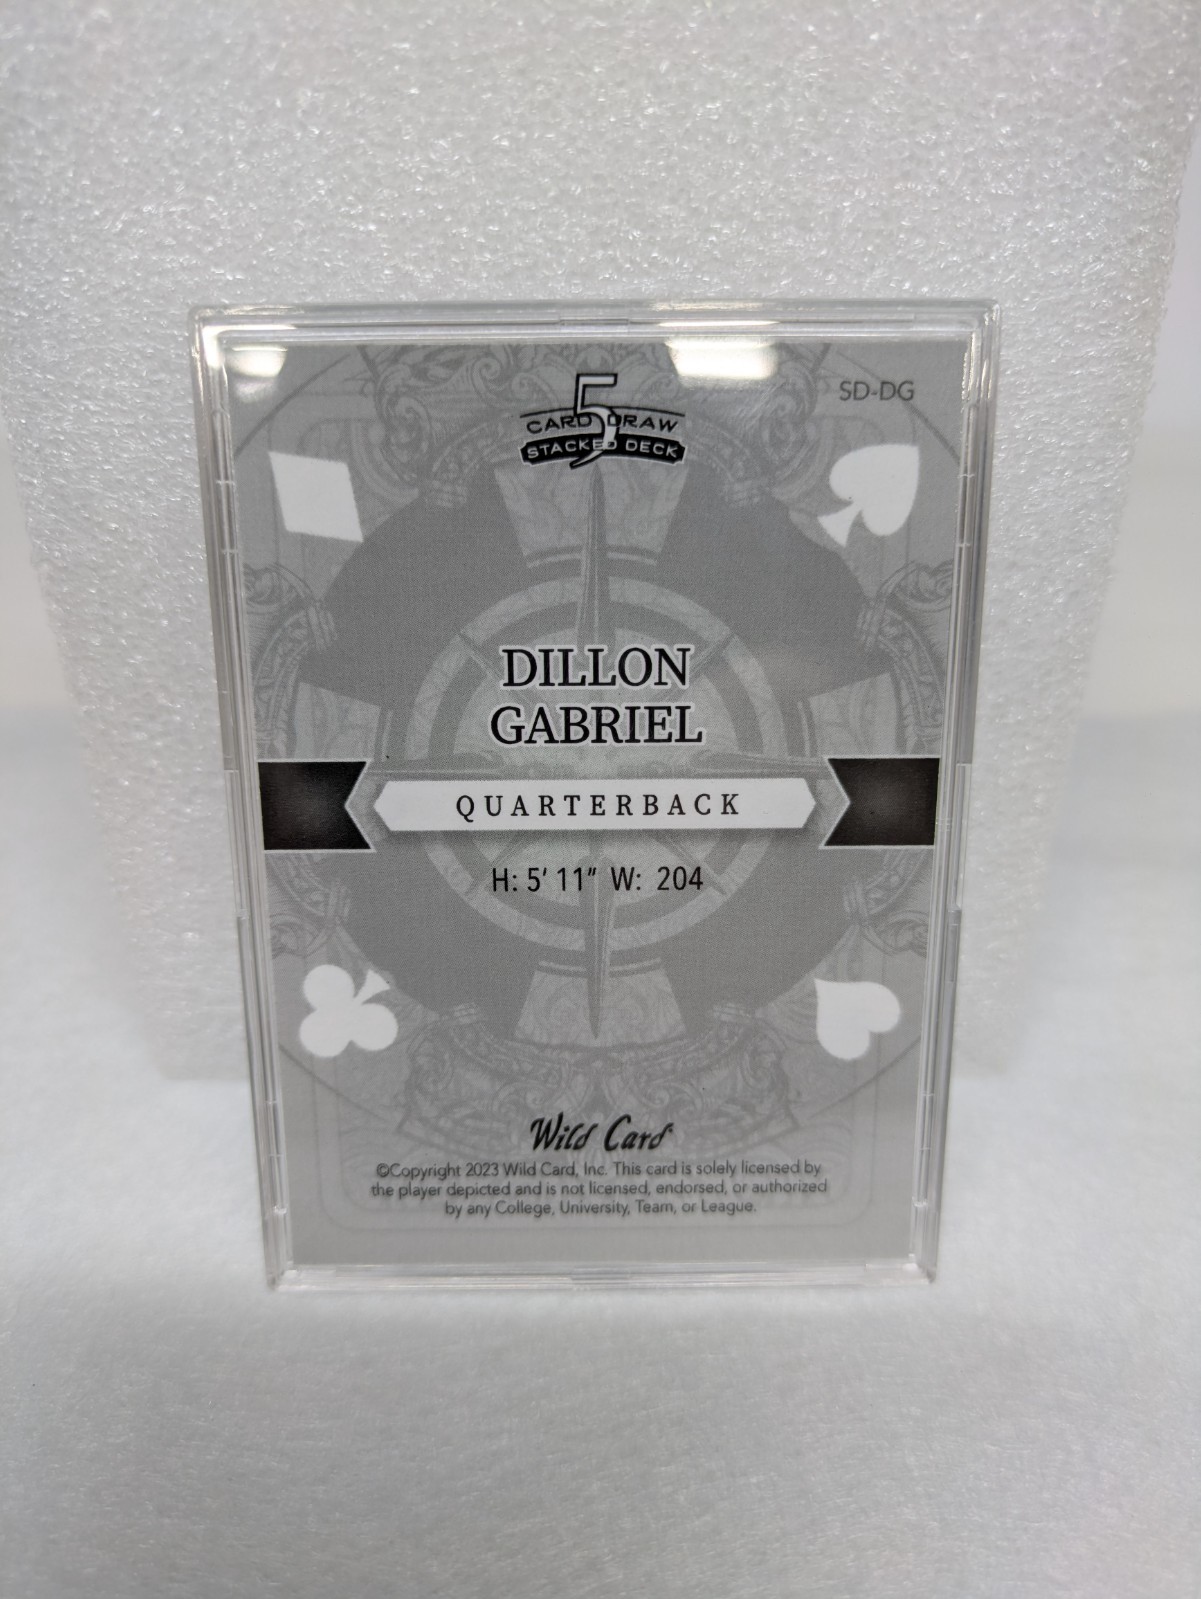 SD-DG
5
CARD DRAW
STACKED DECK
DILLON
GABRIEL
QUARTERBACK
H: 5' 11" W: 204
Wild Card
©Copyright 2023 Wild Card, Inc. This card is solely licensed by
the player depicted and is not licensed, endorsed, or authorized
by any College, University, Team, or League.